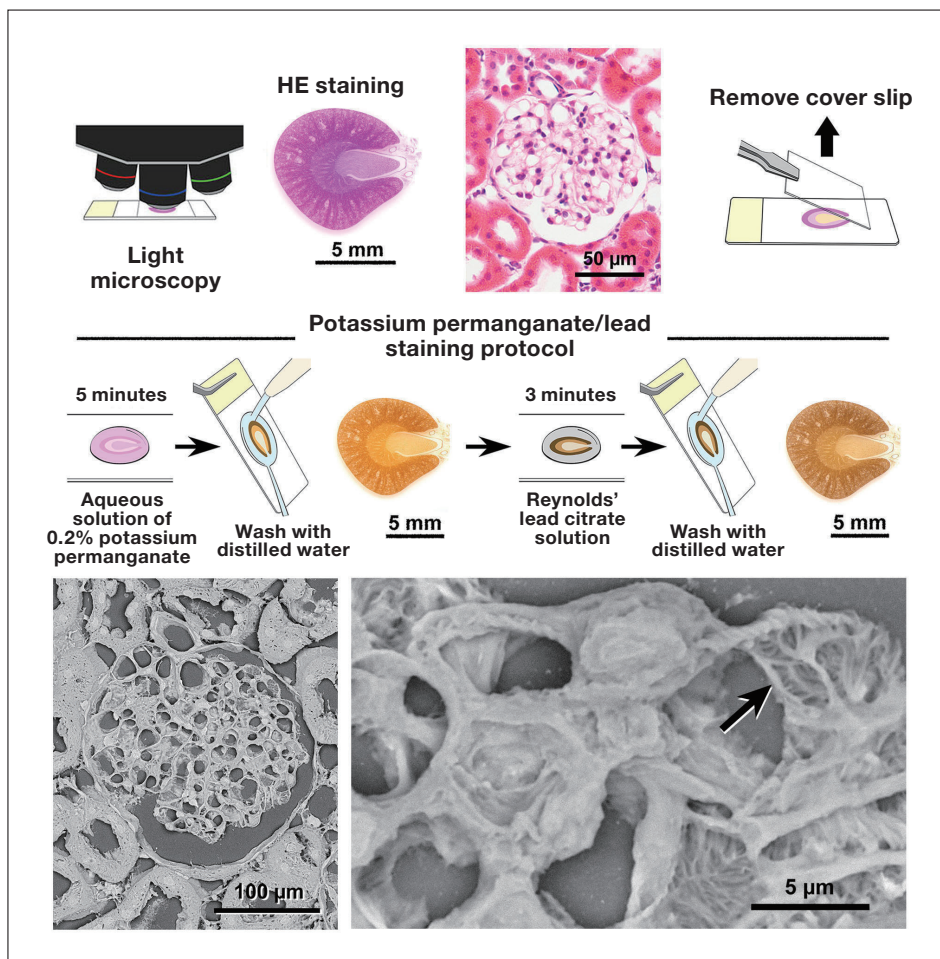 HE staining
Remove cover slip
5 mm
Light
microscopy
50 µm
Potassium permanganate/lead
staining protocol
5 minutes
Aqueous
solution of
0.2% potassium
permanganate
Wash with
distilled water
5 mm
3 minutes
Reynolds'
lead citrate
solution
Wash with
distilled water
5 mm
100 µm
5 µm